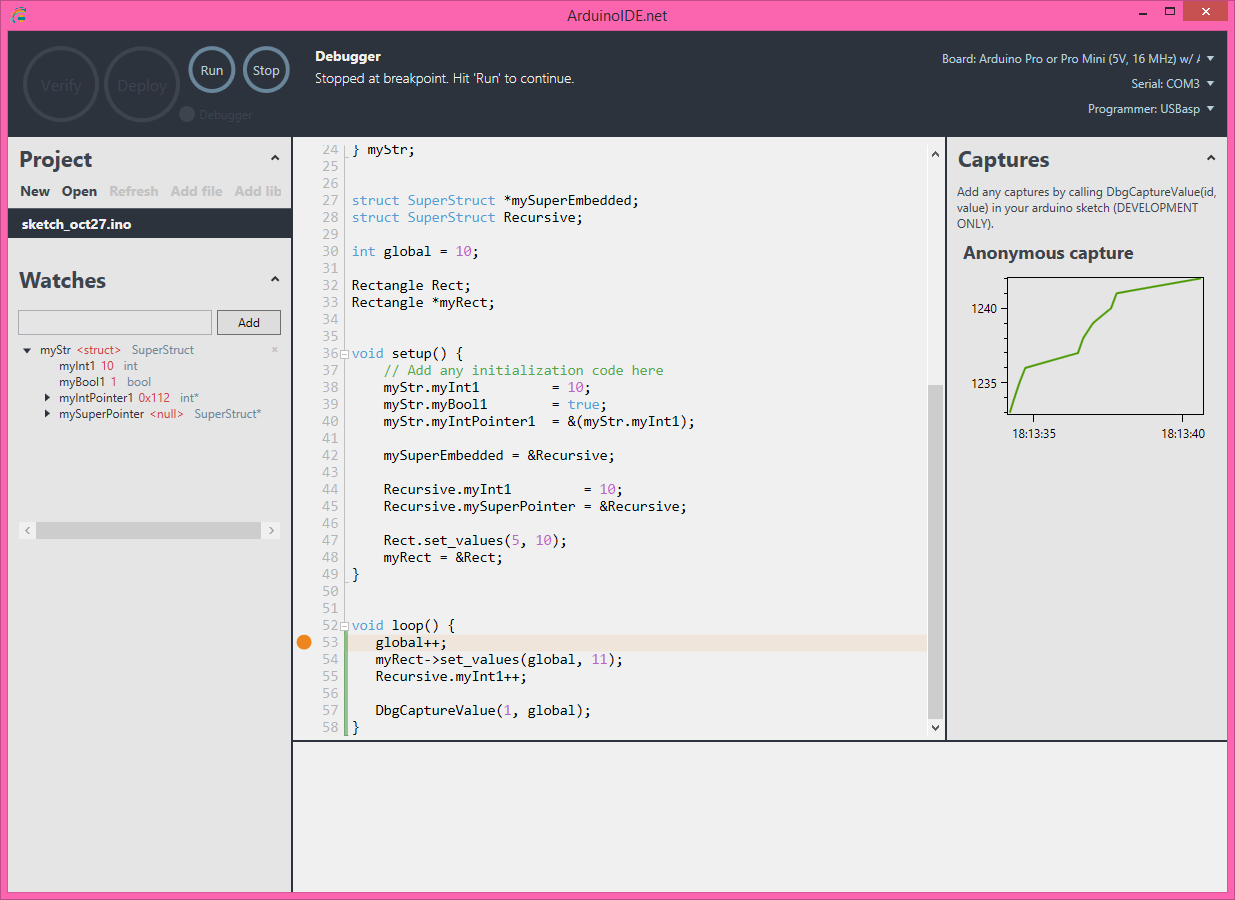 ArduinoIDE.net
Verify
Deploy
Run
Stop
Debugger
Debugger
Stopped at breakpoint. Hit 'Run' to continue.
Board: Arduino Pro or Pro Mini (5V, 16 MHz) w/
Serial: COM3
Programmer: USBasp
Project
New Open Refresh Add file Add lib
sketch_oct27.ino
Watches
Add
myStr <struct> SuperStruct
myInt1 10 int
myBool1 1 bool
myIntPointer1 0x112 int*
mySuperPointer <null> SuperStruct*
24 } myStr;
25
26
27 struct SuperStruct *mySuperEmbedded;
28 struct SuperStruct Recursive;
29
30 int global = 10;
31
32 Rectangle Rect;
33 Rectangle *myRect;
34
35
36 void setup() {
37 // Add any initialization code here
38 myStr.myInt1 = 10;
39 myStr.myBool1 = true;
40 myStr.myIntPointer1 = &(myStr.myInt1);
41
42 mySuperEmbedded = &Recursive;
43
44 Recursive.myInt1 = 10;
45 Recursive.mySuperPointer = &Recursive;
46
47 Rect.set_values(5, 10);
48 myRect = &Rect;
49 }
50
51
52 void loop() {
53 global++;
54 myRect->set_values(global, 11);
55 Recursive.myInt1++;
56
57 DbgCaptureValue(1, global);
58 }
Captures
Add any captures by calling DbgCaptureValue(id,
value) in your arduino sketch (DEVELOPMENT
ONLY).
Anonymous capture
1240
1235
18:13:35 18:13:40